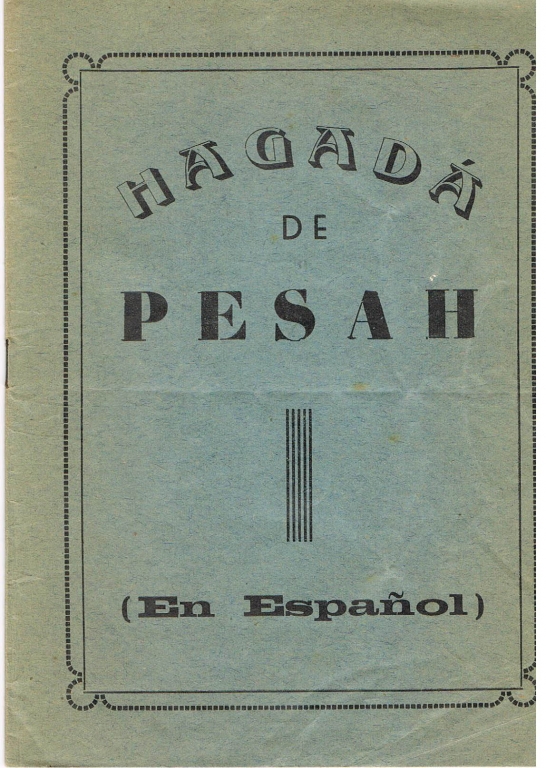 HAGADÁ
DE
PESAH
(En Español)